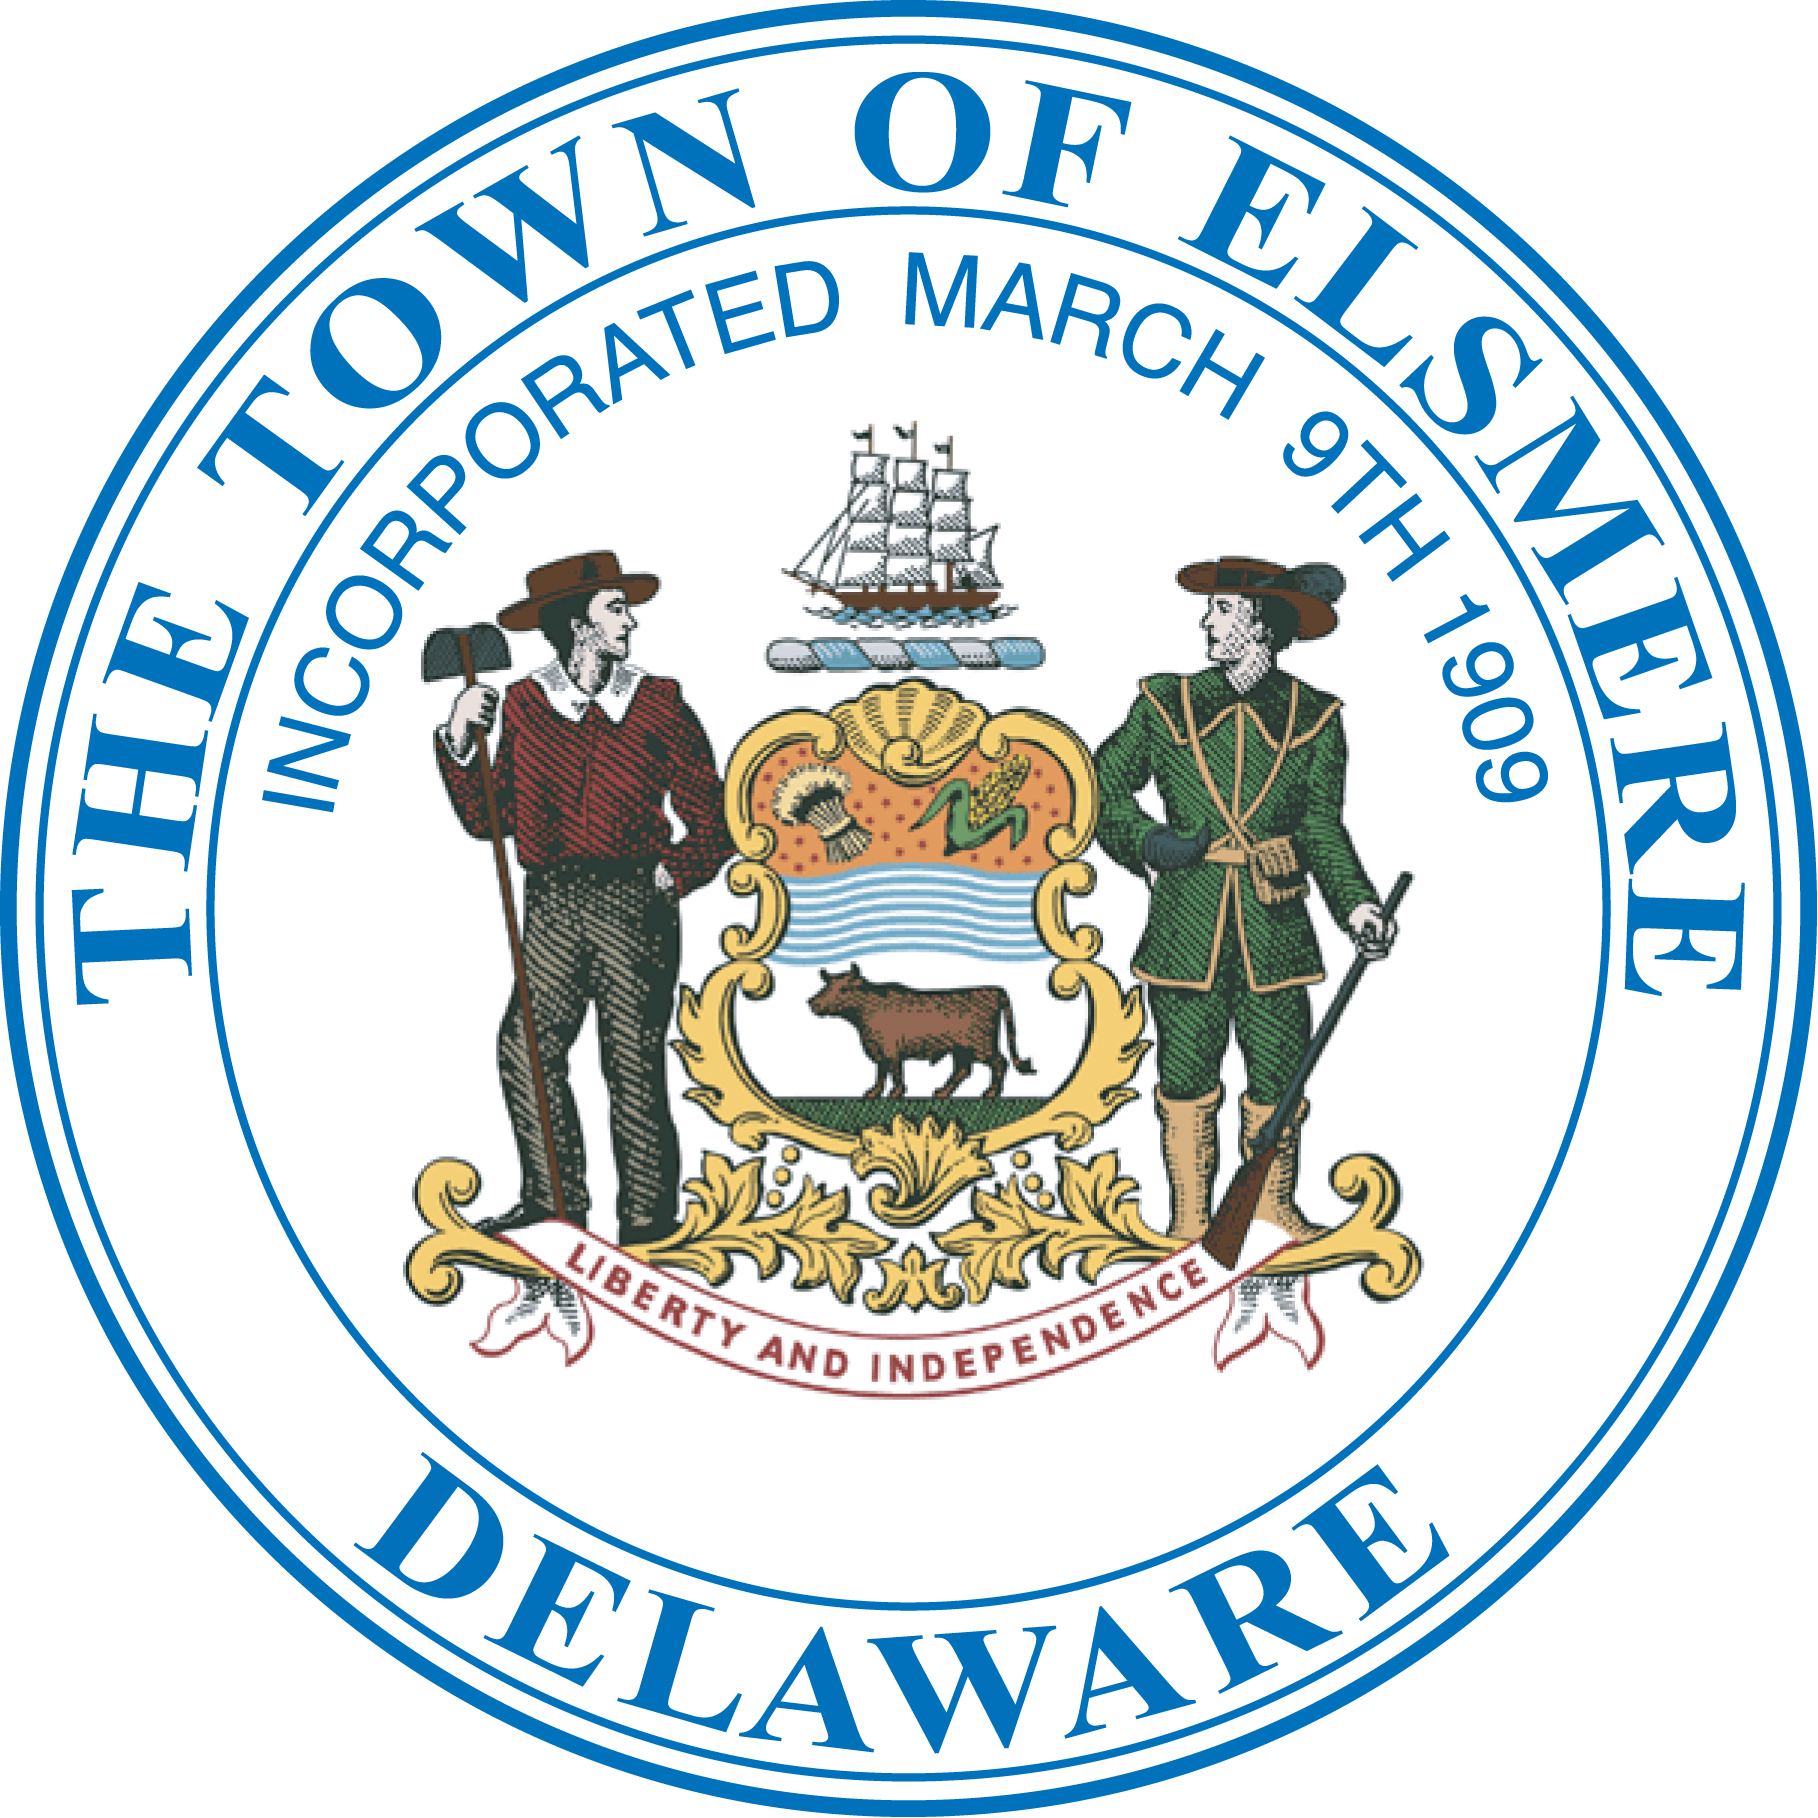 THE TOWN OF ELSMERE
INCORPORATED MARCH 9TH 1909
LIBERTY AND INDEPENDENCE
DELAWARE